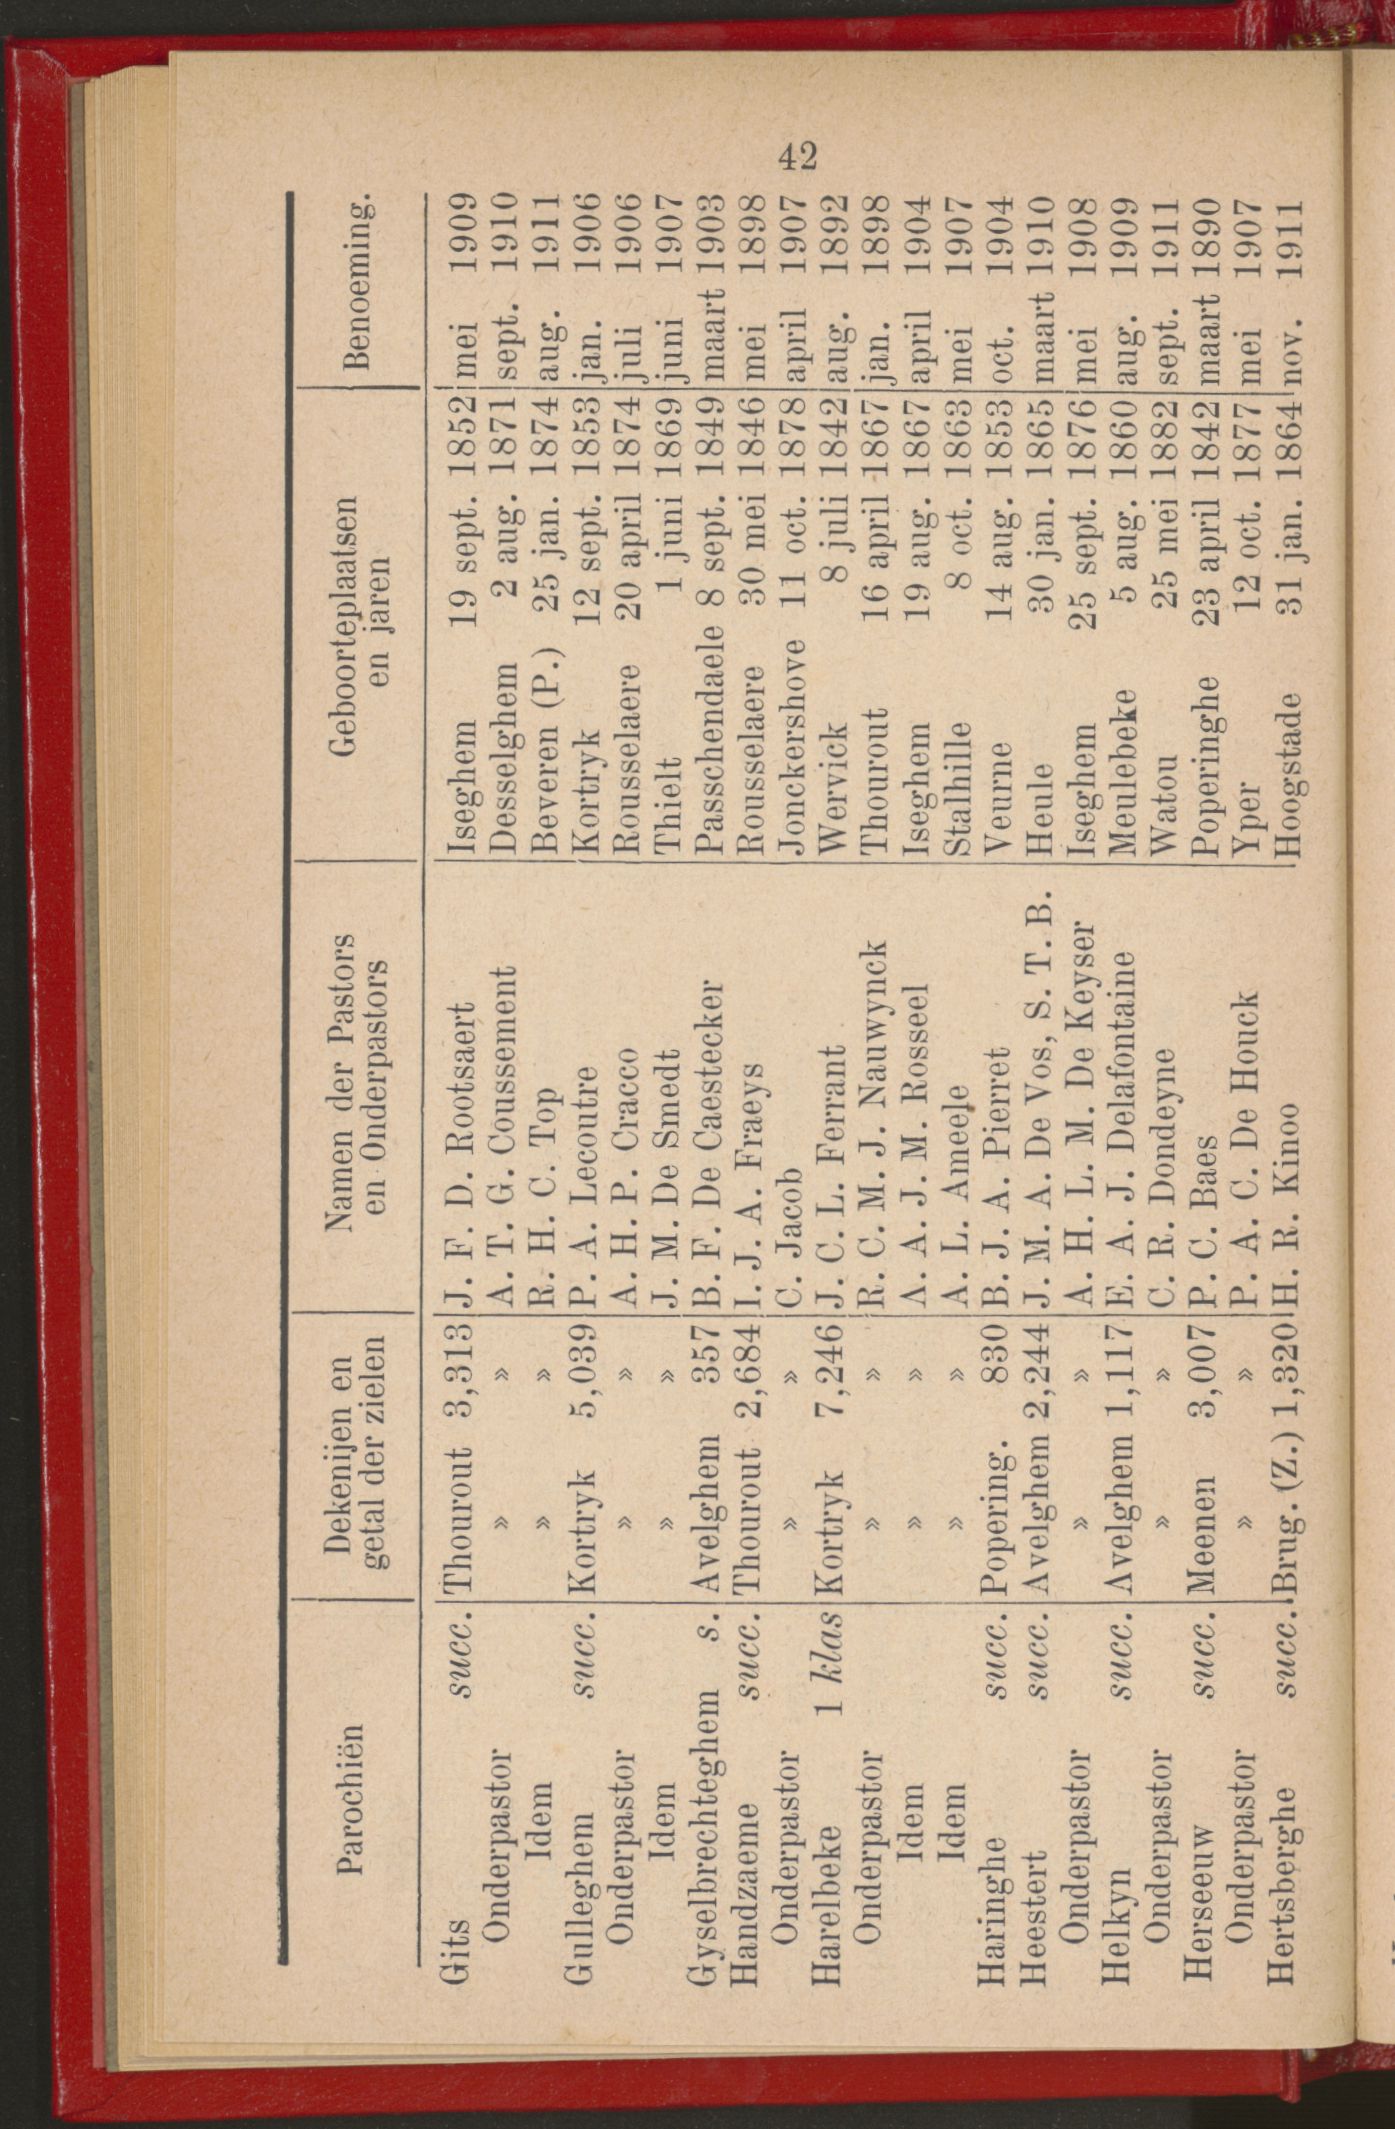 42
Parochiën Dekenijen en getal der zielen Namen der Pastors en Onderpastors Geboorteplaatsen en jaren Benoeming.
Gits succ. Thourout 3,313 J. F. D. Rootsaert Iseghem 19 sept. 1852 mei 1909
Onderpastor » » A. T. G. Coussement Desselghem 2 aug. 1871 sept. 1910
Idem » » R. H. C. Top Beveren (P.) 25 jan. 1874 aug. 1911
Gulleghem succ. Kortryk 5,039 P. A. Lecoutre Kortryk 12 sept. 1853 jan. 1906
Onderpastor » » A. H. P. Cracco Rousselaere 20 april 1874 juli 1906
Idem » » J. M. De Smedt Thielt 1 juni 1869 juni 1907
Gyselbrechteghem s. Avelghem 357 B. F. De Caestecker Passchendaele 8 sept. 1849 maart 1903
Handzaeme succ. Thourout 2,684 I. J. A. Fraeys Rousselaere 30 mei 1846 mei 1898
Onderpastor » » C. Jacob Jonckershove 11 oct. 1878 april 1907
Harelbeke 1 klas Kortryk 7,246 J. C. L. Ferrant Wervick 8 juli 1842 aug. 1892
Onderpastor » » R. C. M. J. Nauwynck Thourout 16 april 1867 jan. 1898
Idem » » A. A. J. M. Rosseel Iseghem 19 aug. 1867 april 1904
Idem » » A. L. Ameele Stalhille 8 oct. 1863 mei 1907
Haringhe succ. Popering. 830 B. J. A. Pierret Veurne 14 aug. 1853 oct. 1904
Heestert succ. Avelghem 2,244 J. M. A. De Vos, S. T. B. Heule 30 jan. 1865 maart 1910
Onderpastor » » A. H. L. M. De Keyser Iseghem 25 sept. 1876 mei 1908
Helkyn succ. Avelghem 1,117 E. A. J. Delafontaine Meulebeke 5 aug. 1860 aug. 1909
Onderpastor » » C. R. Dondeyne Watou 25 mei 1882 sept. 1911
Herseeuw succ. Meenen 3,007 P. C. Baes Poperinghe 23 april 1842 maart 1890
Onderpastor » » P. A. C. De Houck Yper 12 oct. 1877 mei 1907
Hertsberghe succ. Brug. (Z.) 1,320 H. R. Kinoo Hoogstade 31 jan. 1864 nov. 1911